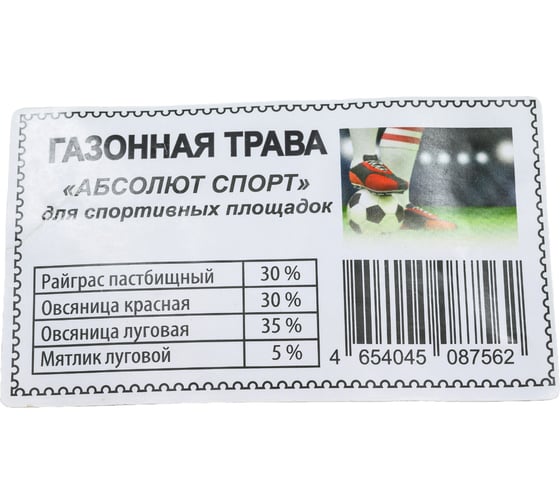 ГАЗОННАЯ ТРАВА
«АБСОЛЮТ СПОРТ»
для спортивных площадок
Райграс пастбищный 30 %
Овсяница красная 30 %
Овсяница луговая 35 %
Мятлик луговой 5 %
4 654045 087562